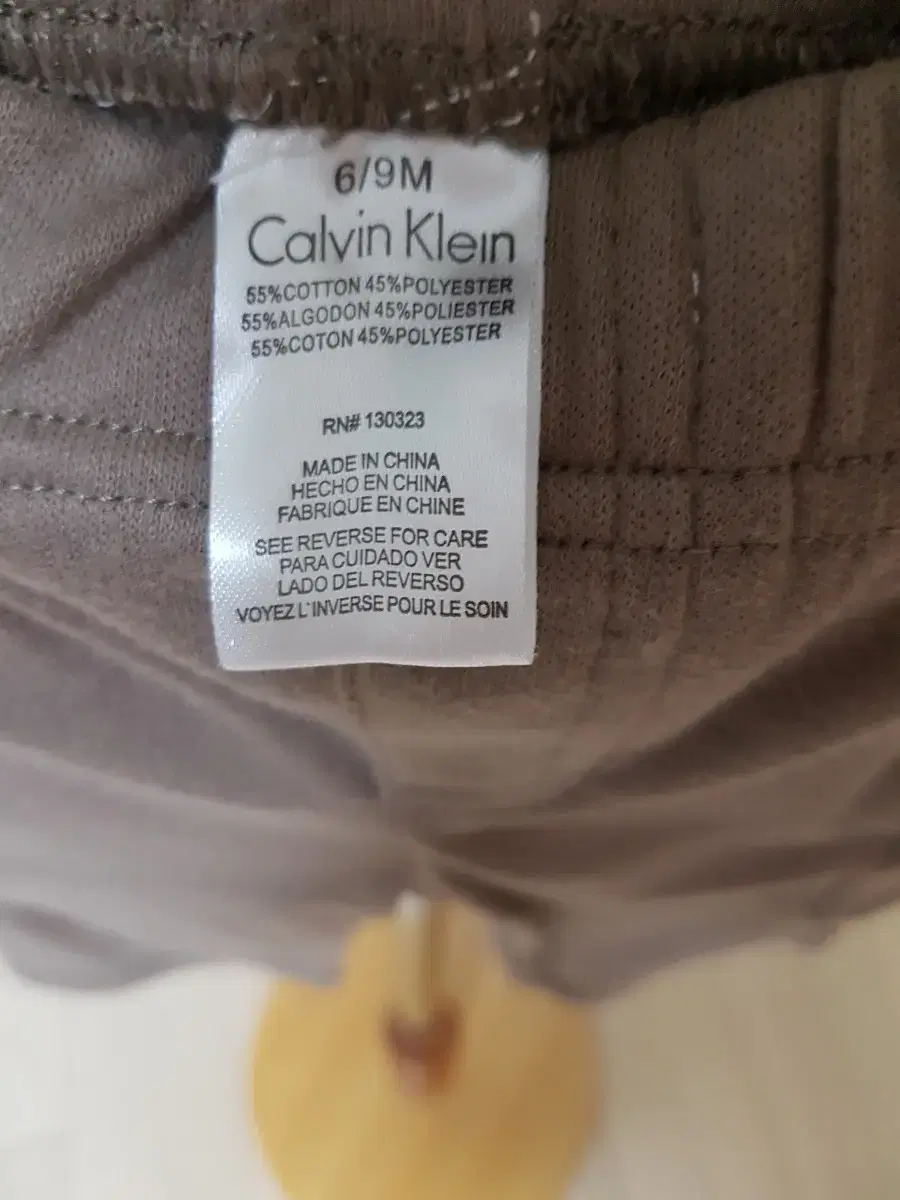 6/9M
Calvin Klein
55%COTTON 45%POLYESTER
55%ALGODON 45%POLIESTER
55%COTON 45%POLYESTER
RN# 130323
MADE IN CHINA
HECHO EN CHINA
FABRIQUE EN CHINE
SEE REVERSE FOR CARE
PARA CUIDADO VER
LADO DEL REVERSO
VOYEZ L'INVERSE POUR LE SOIN